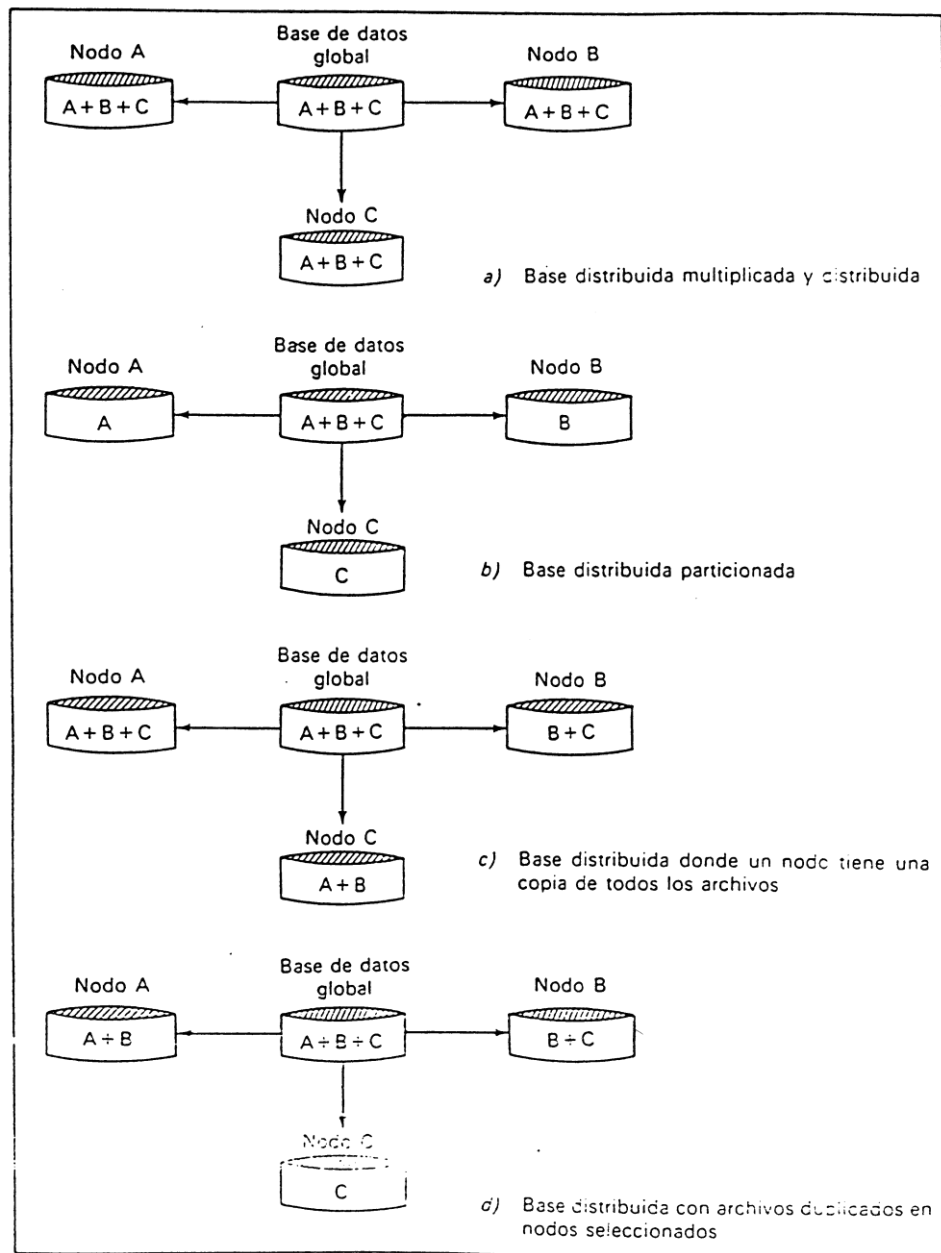 Nodo A
Base de datos
global
Nodo B
A + B + C
A + B + C
A + B + C
Nodo C
A + B + C
a) Base distribuida multiplicada y distribuida
Nodo A
Base de datos
global
Nodo B
A
A + B + C
B
Nodo C
C
b) Base distribuida particionada
Nodo A
Base de datos
global
Nodo B
A + B + C
A + B + C
B + C
Nodo C
A + B
c) Base distribuida donde un nodo tiene una
copia de todos los archivos
Nodo A
Base de datos
global
Nodo B
A ÷ B
A ÷ B ÷ C
B ÷ C
Nodo C
C
d) Base distribuida con archivos duplicados en
nodos seleccionados